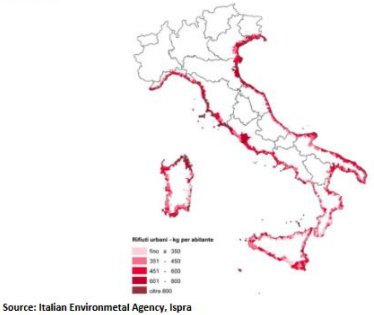 Rifiuti urbani - kg per abitante
fino a 350
351 - 450
451 - 600
601 - 800
oltre 800
Source: Italian Environmetal Agency, Ispra